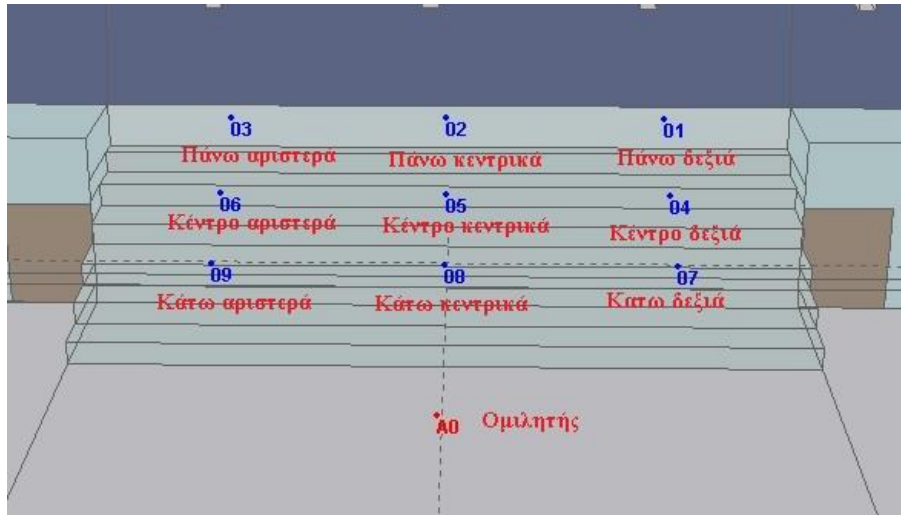 03 02 01
Πάνω αριστερά Πάνω κεντρικά Πάνω δεξιά
06 05 04
Κέντρο αριστερά Κέντρο κεντρικά Κέντρο δεξιά
09 08 07
Κάτω αριστερά Κάτω κεντρικά Κατω δεξιά
A0 Ομιλητής